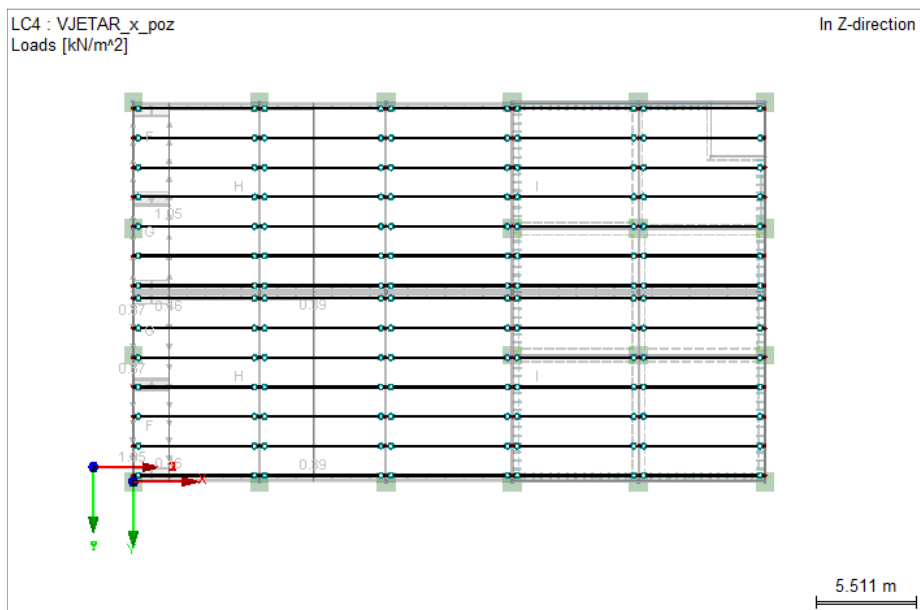 LC4 : VJETAR_x_poz
In Z-direction
Loads [kN/m^2]
F
H
I
1.05
G
0.39
G
H
I
F
0.39
X
Y
Y
5.511 m